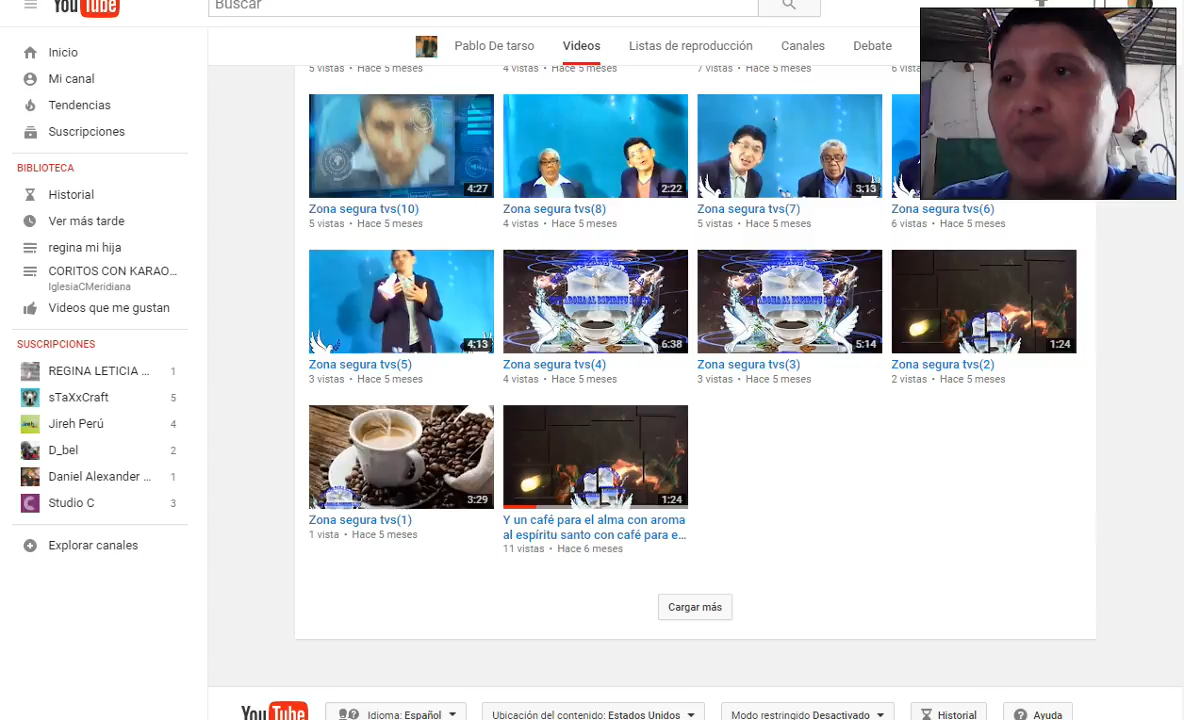 YouTube
Buscar
Pablo De tarso
Videos
Listas de reproducción
Canales
Debate
Inicio
Mi canal
Tendencias
Suscripciones
BIBLIOTECA
Historial
Ver más tarde
regina mi hija
CORITOS CON KARAO...
IglesiaCMeridiana
Videos que me gustan
SUSCRIPCIONES
REGINA LETICIA ... 1
sTaXxCraft 5
Jireh Perú 4
D_bel 2
Daniel Alexander ... 1
Studio C 3
Explorar canales
5 vistas • Hace 5 meses
4 vistas • Hace 5 meses
7 vistas • Hace 5 meses
6 vistas
4:27
Zona segura tvs(10)
5 vistas • Hace 5 meses
2:22
Zona segura tvs(8)
4 vistas • Hace 5 meses
3:13
Zona segura tvs(7)
5 vistas • Hace 5 meses
Zona segura tvs(6)
6 vistas • Hace 5 meses
4:13
Zona segura tvs(5)
3 vistas • Hace 5 meses
6:38
Zona segura tvs(4)
4 vistas • Hace 5 meses
5:14
Zona segura tvs(3)
3 vistas • Hace 5 meses
1:24
Zona segura tvs(2)
2 vistas • Hace 5 meses
3:29
Zona segura tvs(1)
1 vista • Hace 5 meses
1:24
Y un café para el alma con aroma
al espíritu santo con café para e...
11 vistas • Hace 6 meses
Cargar más
YouTube
Idioma: Español
Ubicación del contenido: Estados Unidos
Modo restringido Desactivado
Historial
Ayuda